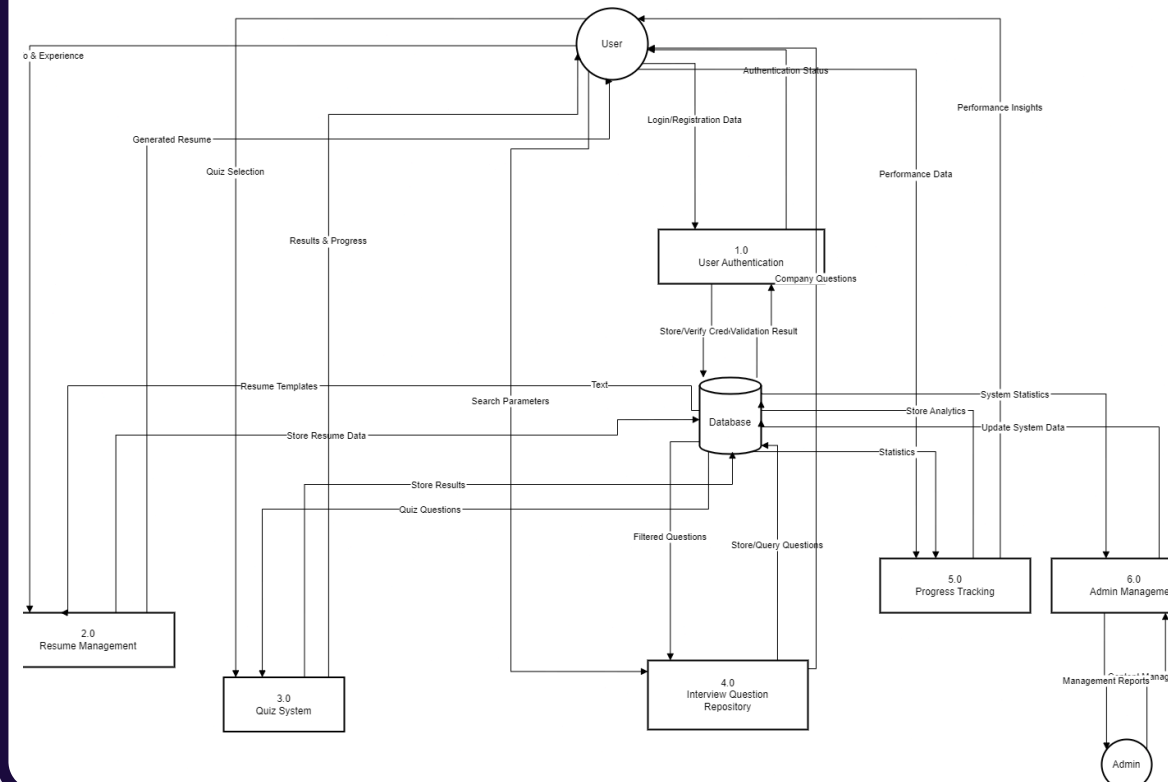 User
o & Experience
Authentication Status
Performance Insights
Login/Registration Data
Generated Resume
Quiz Selection
Performance Data
Results & Progress
1.0
User Authentication
Company Questions
Store/Verify Cred
Validation Result
Resume Templates
Text
Search Parameters
System Statistics
Store Analytics
Database
Update System Data
Store Resume Data
Statistics
Store Results
Quiz Questions
Filtered Questions
Store/Query Questions
5.0
Progress Tracking
6.0
Admin Manageme
2.0
Resume Management
3.0
Quiz System
4.0
Interview Question
Repository
Management Reports
Admin